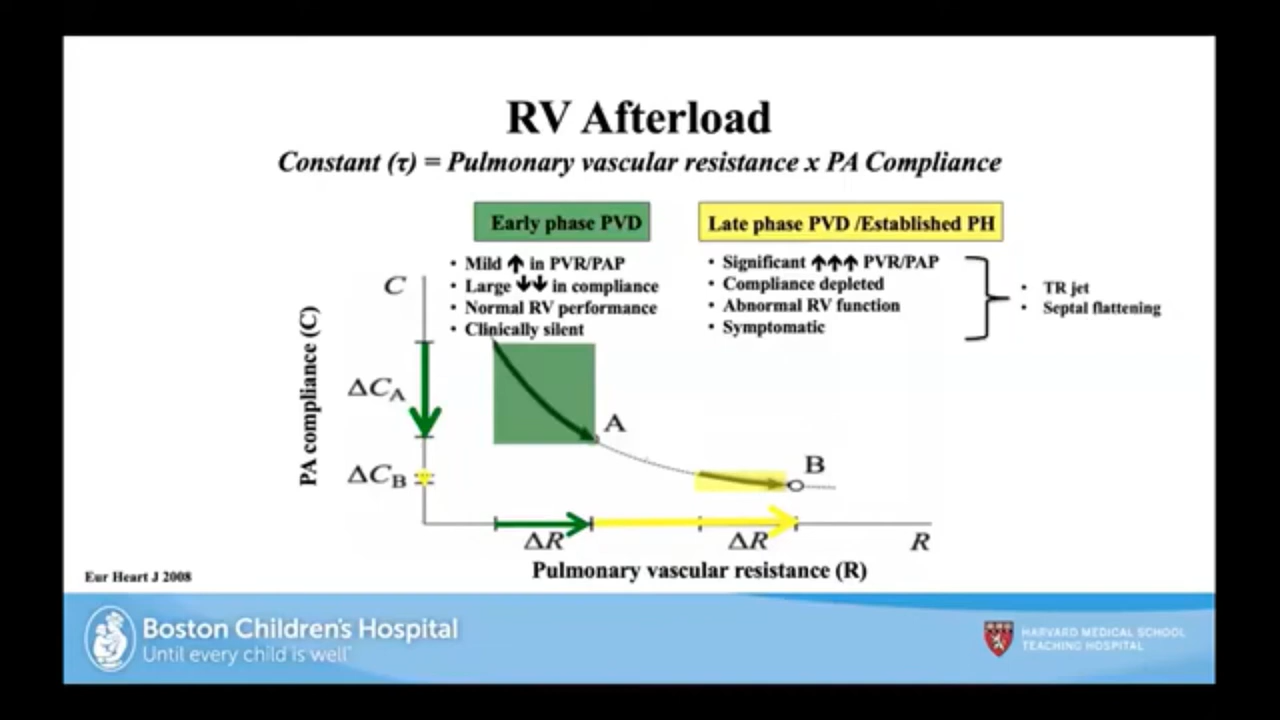 RV Afterload
Constant (τ) = Pulmonary vascular resistance x PA Compliance
Early phase PVD
• Mild ↑ in PVR/PAP
• Large ↓↓ in compliance
• Normal RV performance
• Clinically silent
Late phase PVD /Established PH
• Significant ↑↑↑ PVR/PAP
• Compliance depleted
• Abnormal RV function
• Symptomatic
• TR jet
• Septal flattening
PA compliance (C)
C
ΔCA
ΔCB
A
B
ΔR
ΔR
R
Pulmonary vascular resistance (R)
Eur Heart J 2008
Boston Children's Hospital
Until every child is well™
HARVARD MEDICAL SCHOOL
TEACHING HOSPITAL